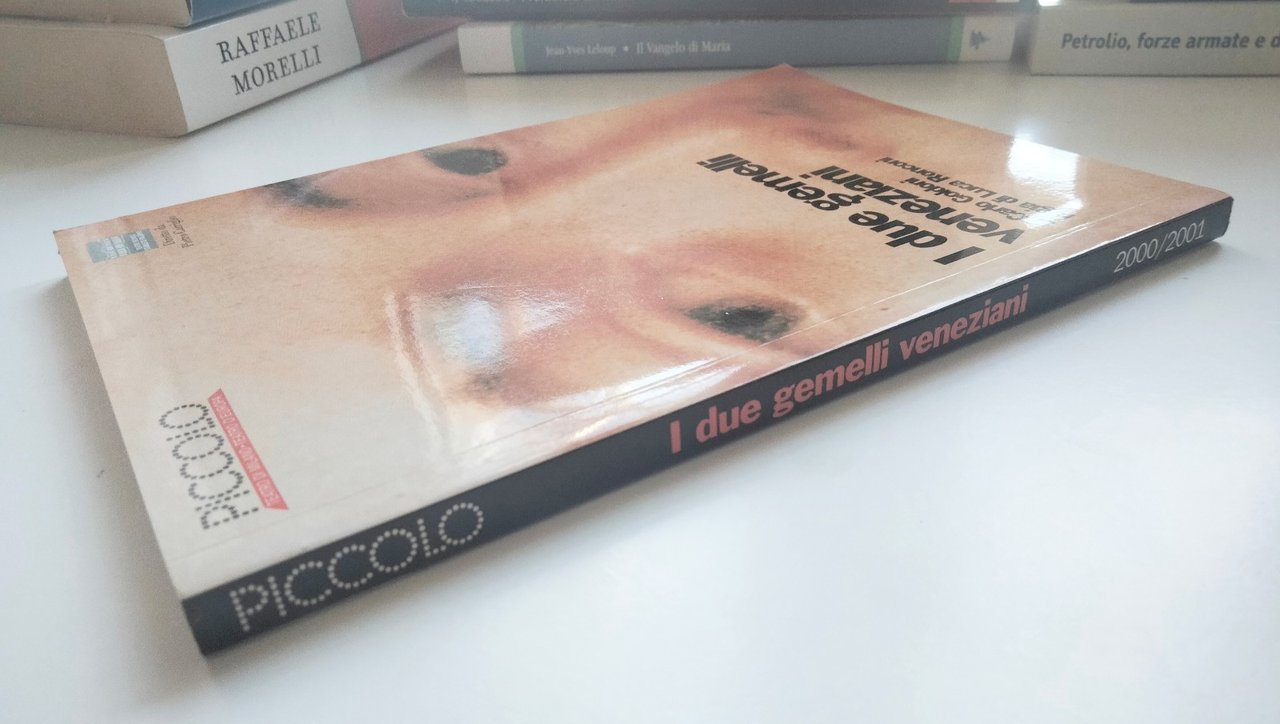 RAFFAELE
MORELLI
Jean-Yves Leloup • Il Vangelo di Maria
Petrolio, forze armate e d
I due gemelli
veneziani
Carlo Goldoni
di Luca Ronconi
PICCOLO
PICCOLO
I due gemelli veneziani
2000/2001